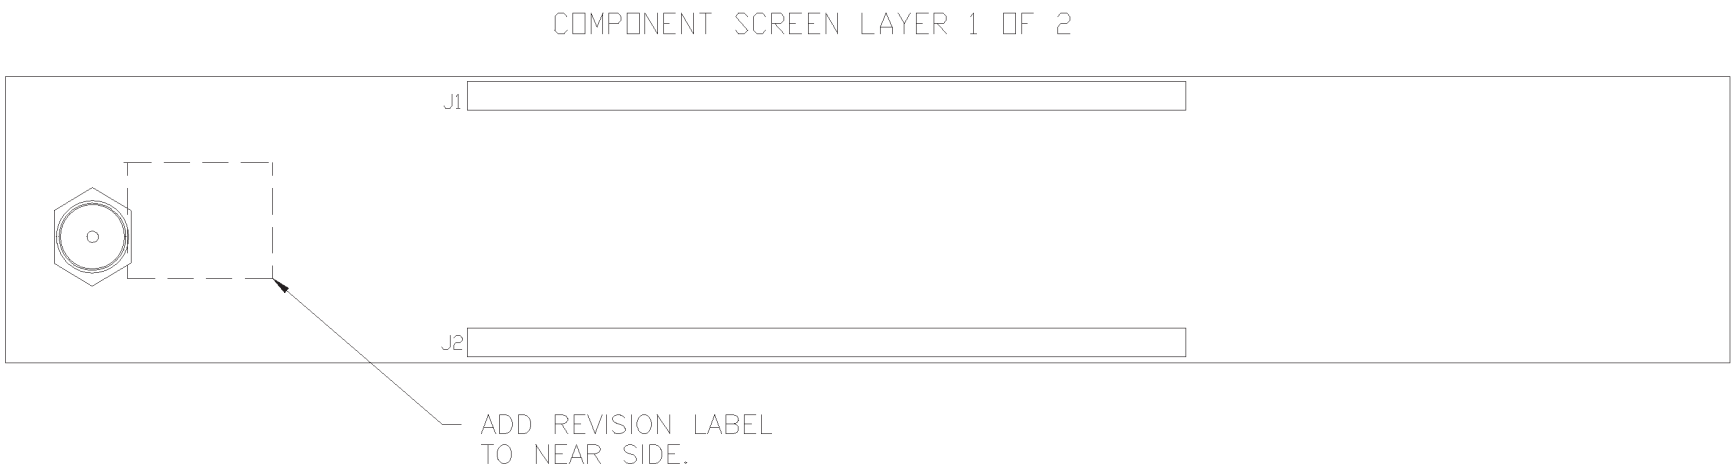 COMPONENT SCREEN LAYER 1 OF 2
J1
J2
ADD REVISION LABEL
TO NEAR SIDE.